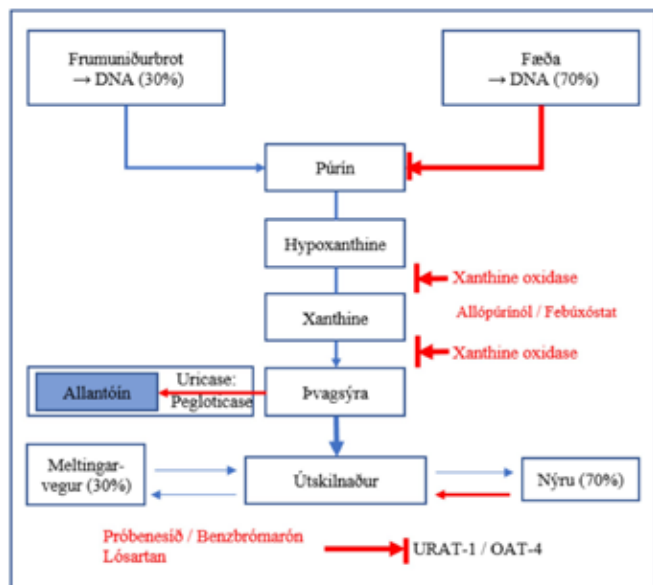 Frumuniðurbrot
→ DNA (30%)
Fæða
→ DNA (70%)
Púrín
Hypoxanthine
Xanthine oxidase
Allópúrínól / Febúxóstat
Xanthine
Xanthine oxidase
Allantóín
Uricase:
Pegloticase
Þvagsýra
Meltingar-
vegur (30%)
Útskilnaður
Nýru (70%)
Próbenesíð / Benzbrómarón
Lósartan
URAT-1 / OAT-4